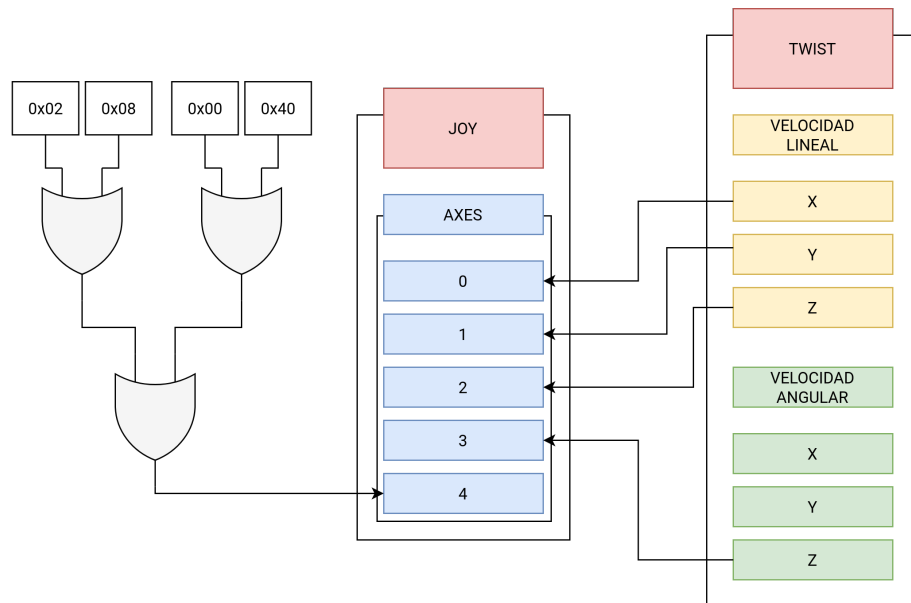 0x02
0x08
0x00
0x40
JOY
AXES
0
1
2
3
4
TWIST
VELOCIDAD
LINEAL
X
Y
Z
VELOCIDAD
ANGULAR
X
Y
Z